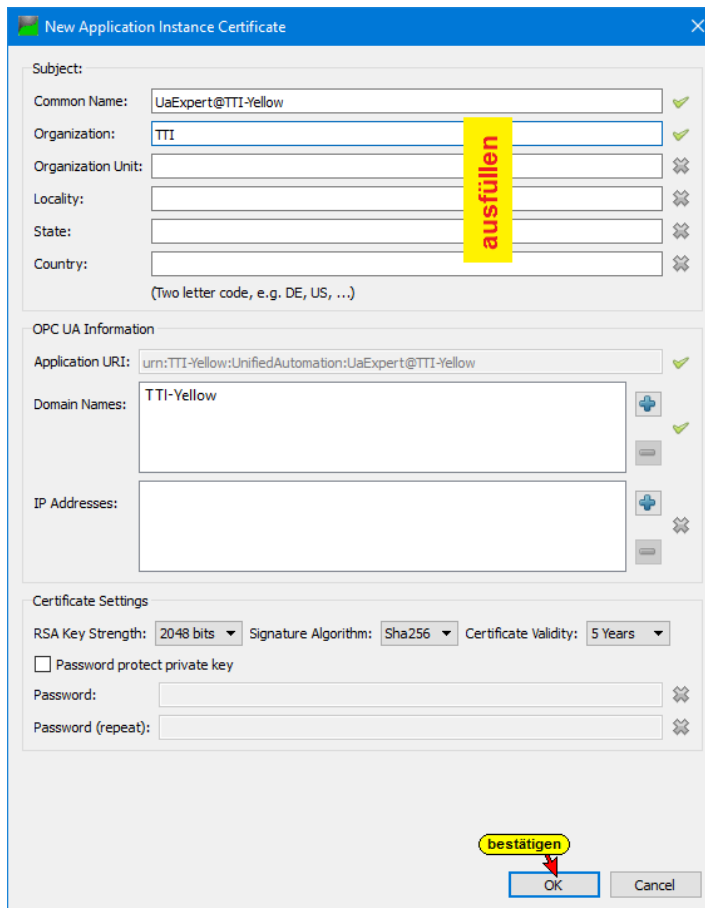 New Application Instance Certificate
Subject:
Common Name: UaExpert@TTI-Yellow
Organization: TTI
Organization Unit:
Locality:
State:
Country:
(Two letter code, e.g. DE, US, ...)
ausfüllen
OPC UA Information
Application URI: urn:TTI-Yellow:UnifiedAutomation:UaExpert@TTI-Yellow
Domain Names: TTI-Yellow
IP Addresses:
Certificate Settings
RSA Key Strength: 2048 bits Signature Algorithm: Sha256 Certificate Validity: 5 Years
Password protect private key
Password:
Password (repeat):
bestätigen
OK Cancel